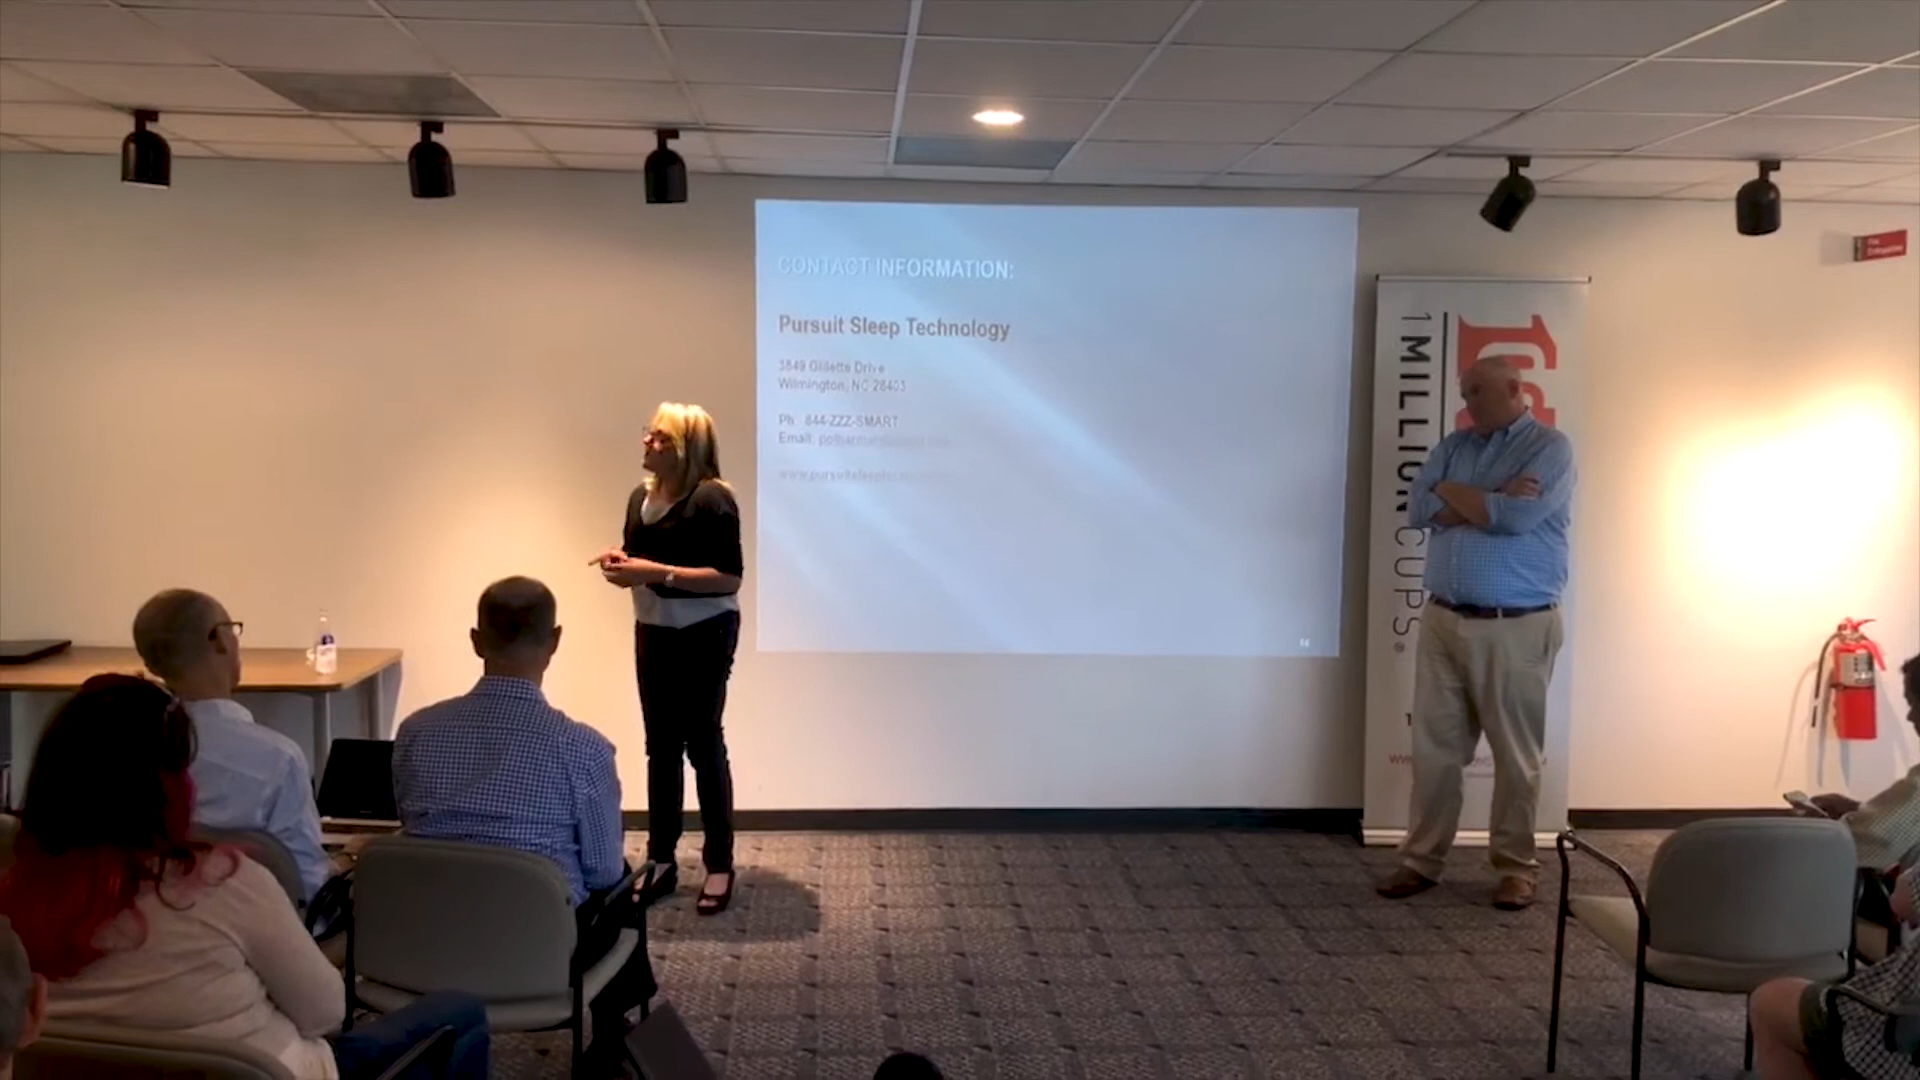 CONTACT INFORMATION:
Pursuit Sleep Technology
3849 Gillette Drive
Wilmington, NC 28403
Ph: 844-ZZZ-SMART
Email:
1 MILLION CUPS®